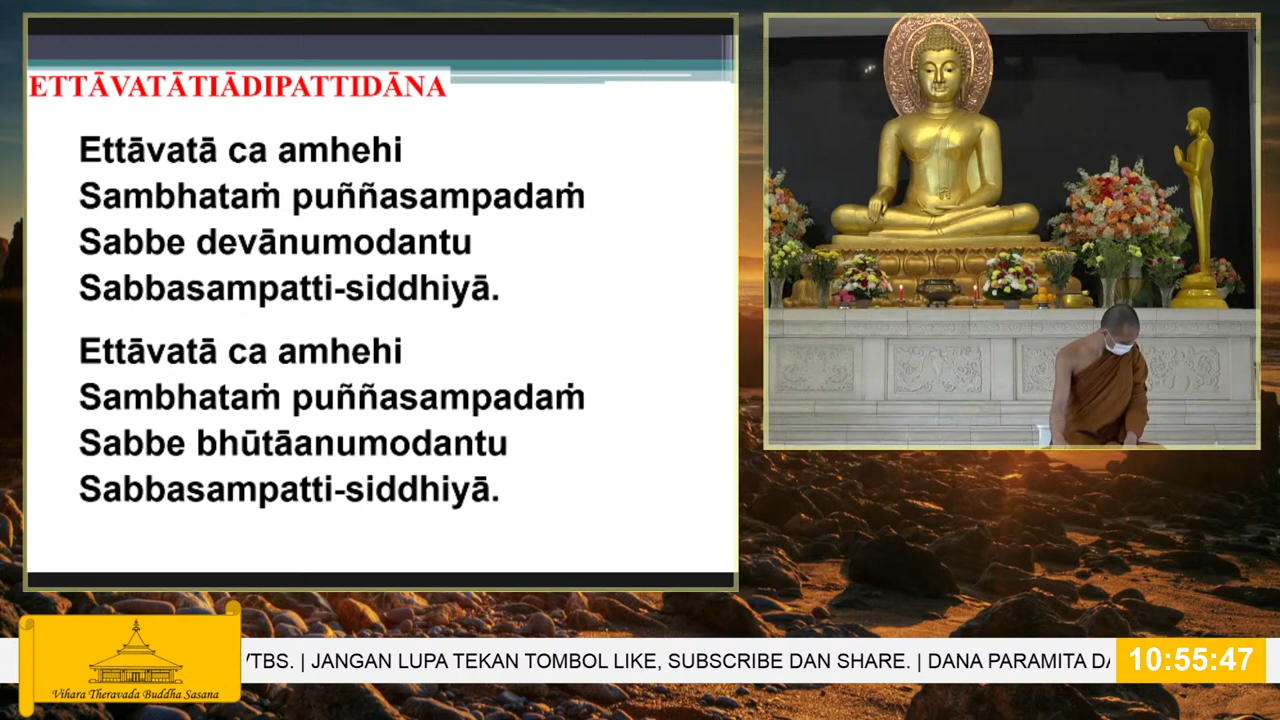 ETTĀVATĀTIĀDIPATTIDĀNA
Ettāvatā ca amhehi
Sambhataṁ puññasampadaṁ
Sabbe devānumodantu
Sabbasampatti-siddhiyā.
Ettāvatā ca amhehi
Sambhataṁ puññasampadaṁ
Sabbe bhūtāanumodantu
Sabbasampatti-siddhiyā.
Vihara Theravada Buddha Sasana
TBS. | JANGAN LUPA TEKAN TOMBOL LIKE, SUBSCRIBE DAN SHARE. | DANA PARAMITA
10:55:47